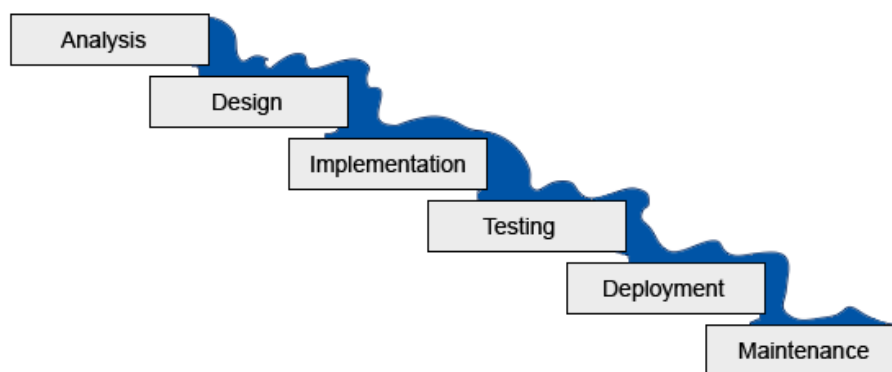 Analysis
Design
Implementation
Testing
Deployment
Maintenance